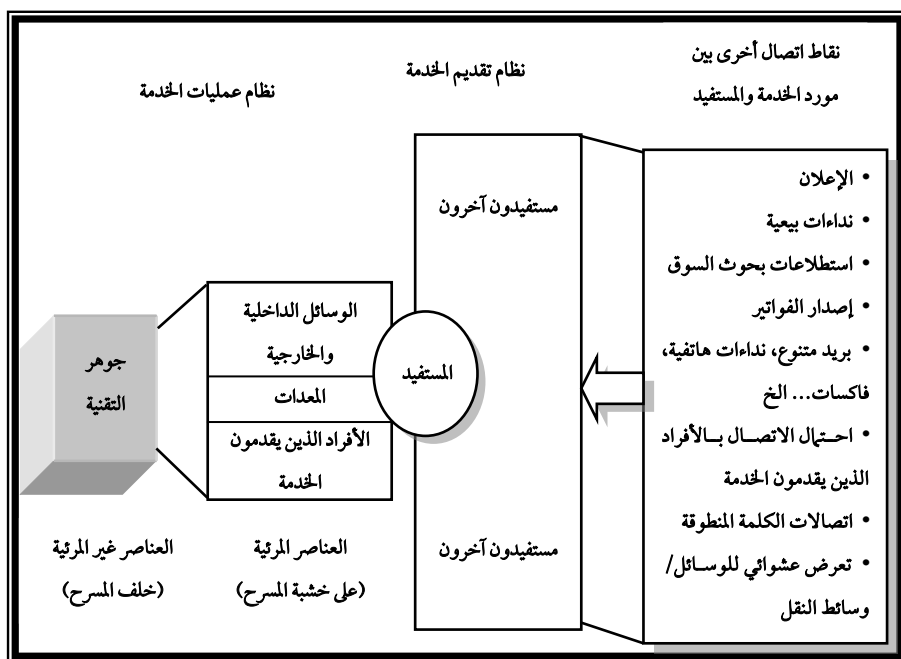 نقاط اتصال أخرى بين
مورد الخدمة والمستفيد
نظام تقديم الخدمة
نظام عمليات الخدمة
• الإعلان
• نداءات بيعية
• استطلاعات بحوث السوق
• إصدار الفواتير
• بريد متنوع، نداءات هاتفية،
فاكسات... الخ
• احتمال الاتصال بالأفراد
الذين يقدمون الخدمة
• اتصالات الكلمة المنطوقة
• تعرض عشوائي للوسائل/
وسائط النقل
مستفيدون آخرون
المستفيد
مستفيدون آخرون
الوسائل الداخلية
والخارجية
المعدات
الأفراد الذين يقدمون
الخدمة
جوهر
التقنية
العناصر المرئية
(على خشبة المسرح)
العناصر غير المرئية
(خلف المسرح)